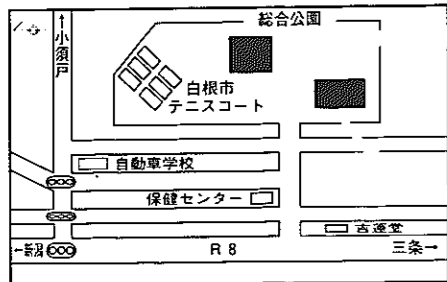 総合公園
↑小須戸
白根市
テニスコート
自動車学校
保健センター
吉運堂
←新潟
R8
三条→